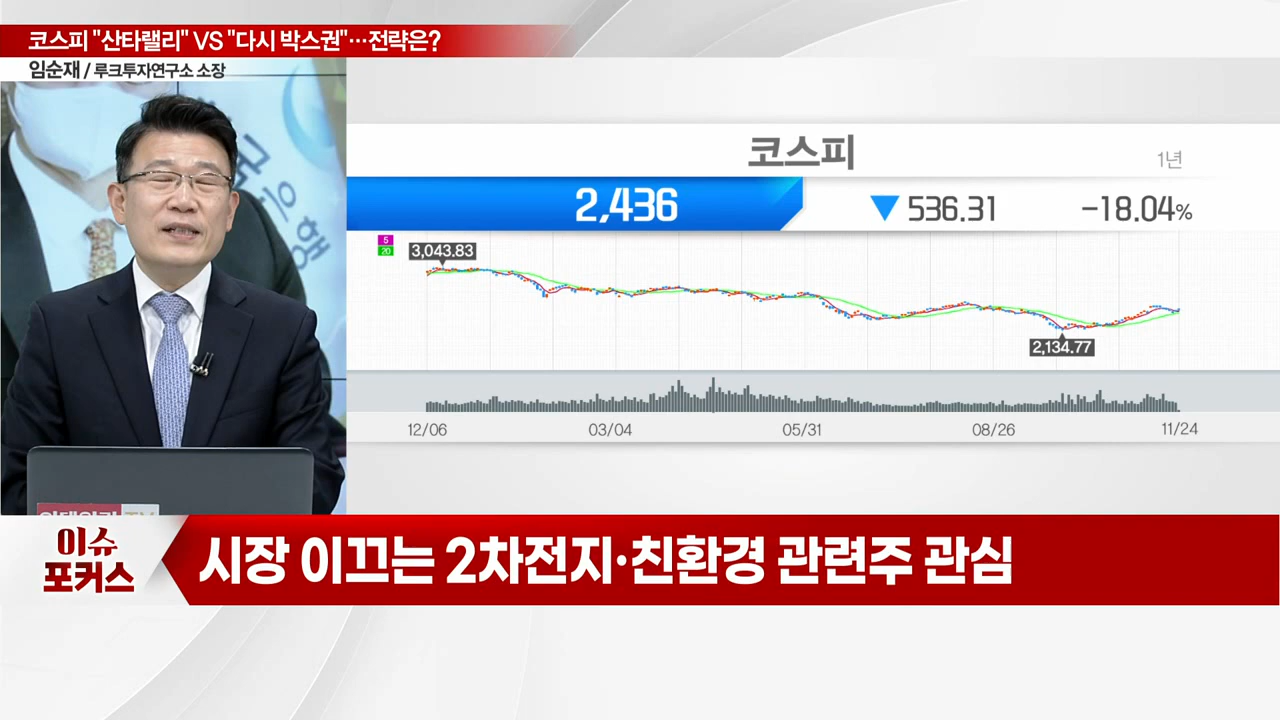 코스피 "산타랠리" VS "다시 박스권"…전략은?
임순재 / 루크투자연구소 소장
코스피
1년
2,436
▼ 536.31
-18.04%
5
20
3,043.83
2,134.77
12/06
03/04
05/31
08/26
11/24
이슈
포커스
시장 이끄는 2차전지·친환경 관련주 관심